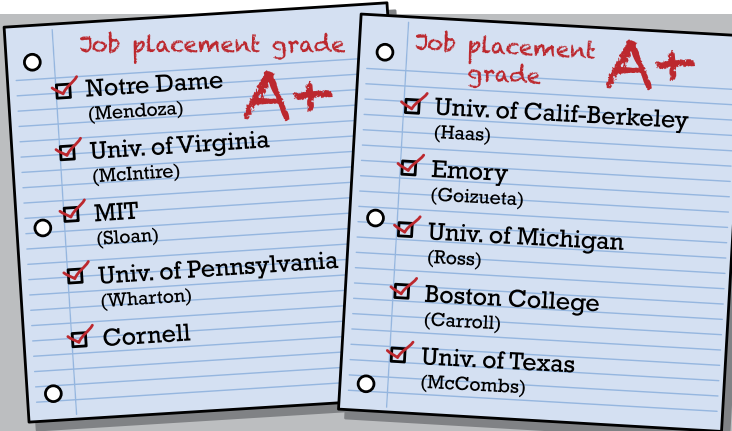 Job placement grade
A+
Notre Dame
(Mendoza)
Univ. of Virginia
(McIntire)
MIT
(Sloan)
Univ. of Pennsylvania
(Wharton)
Cornell
Job placement
grade
A+
Univ. of Calif-Berkeley
(Haas)
Emory
(Goizueta)
Univ. of Michigan
(Ross)
Boston College
(Carroll)
Univ. of Texas
(McCombs)